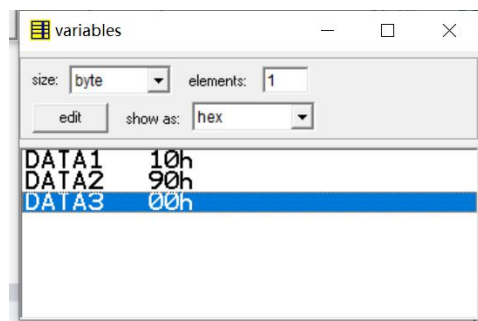 variables
size: byte elements: 1
edit show as: hex
DATA1 10h
DATA2 90h
DATA3 00h